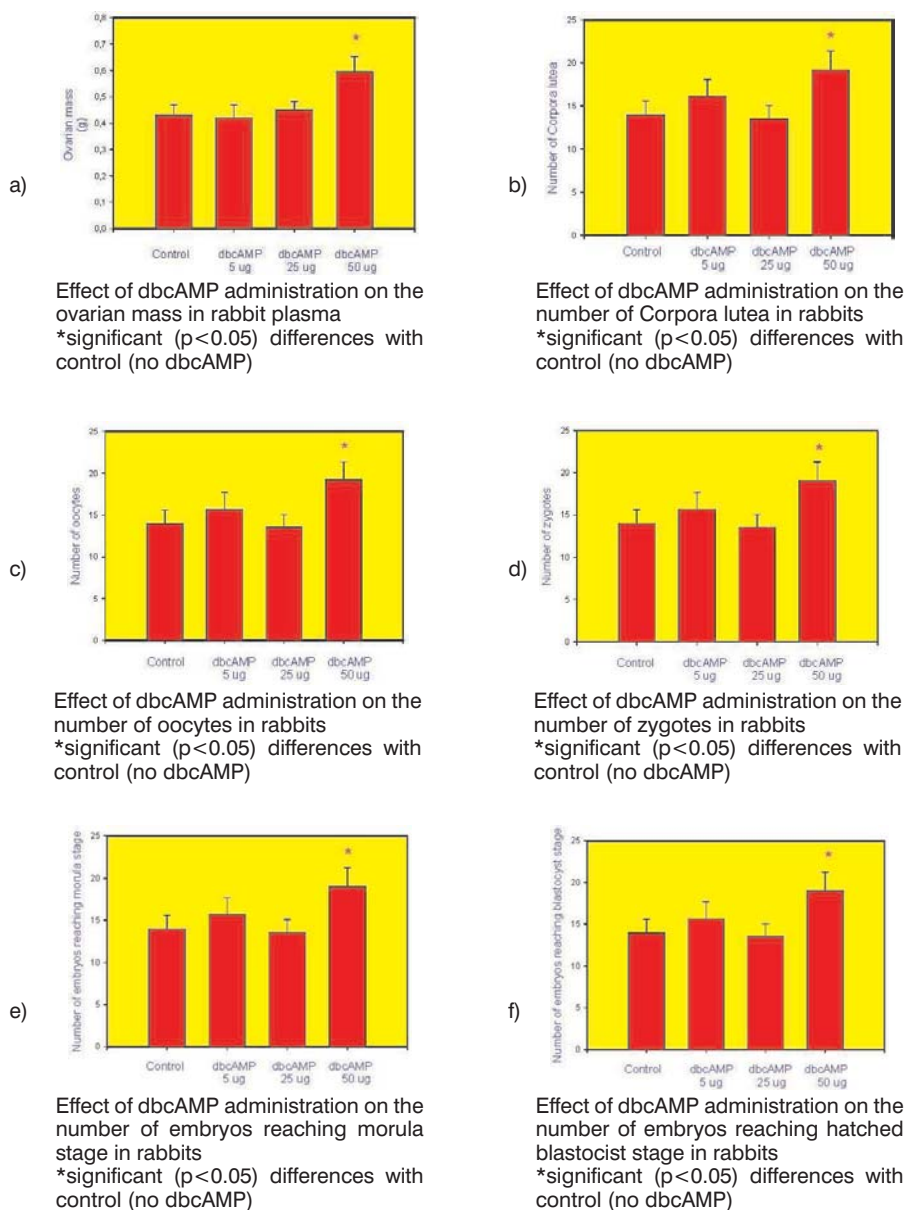 a)
Ovarian mass
(g)
0,8
0,7
0,6
0,5
0,4
0,3
0,2
0,1
0,0
*
Control
dbcAMP
5 ug
dbcAMP
25 ug
dbcAMP
50 ug
Effect of dbcAMP administration on the
ovarian mass in rabbit plasma
*significant (p<0.05) differences with
control (no dbcAMP)
b)
Number of Corpora lutea
25
20
15
10
5
0
*
Control
dbcAMP
5 ug
dbcAMP
25 ug
dbcAMP
50 ug
Effect of dbcAMP administration on the
number of Corpora lutea in rabbits
*significant (p<0.05) differences with
control (no dbcAMP)
c)
Number of oocytes
25
20
15
10
5
0
*
Control
dbcAMP
5 ug
dbcAMP
25 ug
dbcAMP
50 ug
Effect of dbcAMP administration on the
number of oocytes in rabbits
*significant (p<0.05) differences with
control (no dbcAMP)
d)
Number of zygotes
25
20
15
10
5
0
*
Control
dbcAMP
5 ug
dbcAMP
25 ug
dbcAMP
50 ug
Effect of dbcAMP administration on the
number of zygotes in rabbits
*significant (p<0.05) differences with
control (no dbcAMP)
e)
Number of embryos reaching morula stage
25
20
15
10
5
0
*
Control
dbcAMP
5 ug
dbcAMP
25 ug
dbcAMP
50 ug
Effect of dbcAMP administration on the
number of embryos reaching morula
stage in rabbits
*significant (p<0.05) differences with
control (no dbcAMP)
f)
Number of embryos reaching blastocyst stage
25
20
15
10
5
0
*
Control
dbcAMP
5 ug
dbcAMP
25 ug
dbcAMP
50 ug
Effect of dbcAMP administration on the
number of embryos reaching hatched
blastocist stage in rabbits
*significant (p<0.05) differences with
control (no dbcAMP)